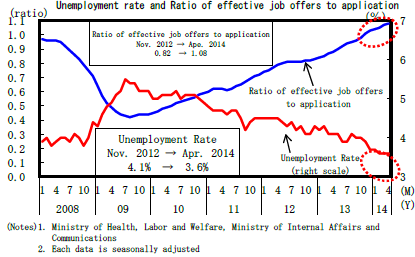 Unemployment rate and Ratio of effective job offers to application
(ratio) (%)
1.1 7
1.0
0.9 6
0.8
0.7
0.6 5
0.5
0.4
0.3 4
0.2
0.1
0.0 3
Ratio of effective job offers to application
Nov. 2012 → Ape. 2014
0.82 → 1.08
Ratio of effective job offers
to application
Unemployment Rate
Nov. 2012 → Apr. 2014
4.1% → 3.6%
Unemployment Rate
(right scale)
1 4 7 10 1 4 7 10 1 4 7 10 1 4 7 10 1 4 7 10 1 4 7 10 1 4 (M)
2008 09 10 11 12 13 14 (Y)
(Notes)1. Ministry of Health, Labor and Welfare, Ministry of Internal Affairs and
Communications
2. Each data is seasonally adjusted